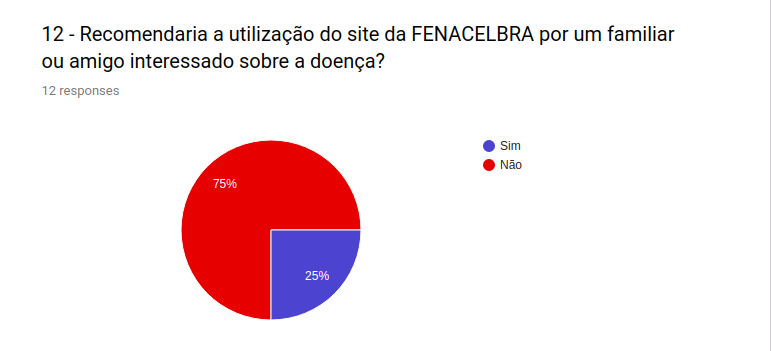 12 - Recomendaria a utilização do site da FENACELBRA por um familiar
ou amigo interessado sobre a doença?
12 responses
Sim
Não
75%
25%